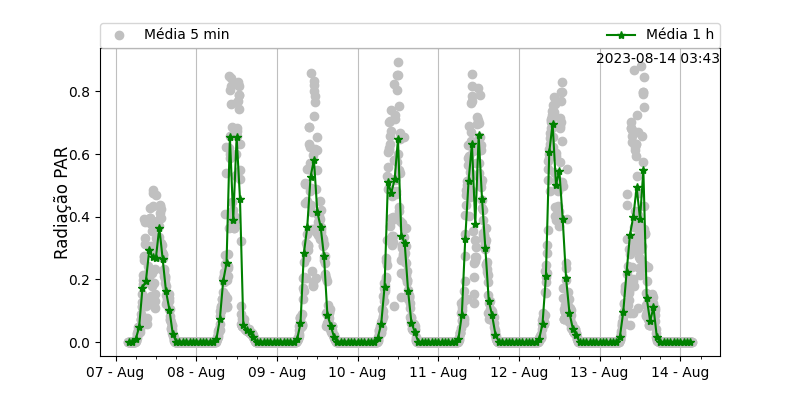 Média 5 min
Média 1 h
2023-08-14 03:43
Radiação PAR
0.8
0.6
0.4
0.2
0.0
07 - Aug
08 - Aug
09 - Aug
10 - Aug
11 - Aug
12 - Aug
13 - Aug
14 - Aug